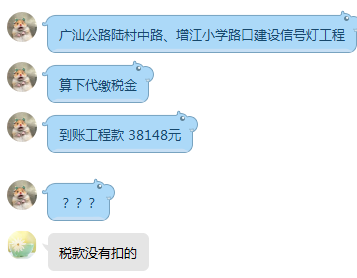 广汕公路陆村中路、增江小学路口建设信号灯工程
算下代缴税金
到账工程款 38148元
？？？
税款没有扣的